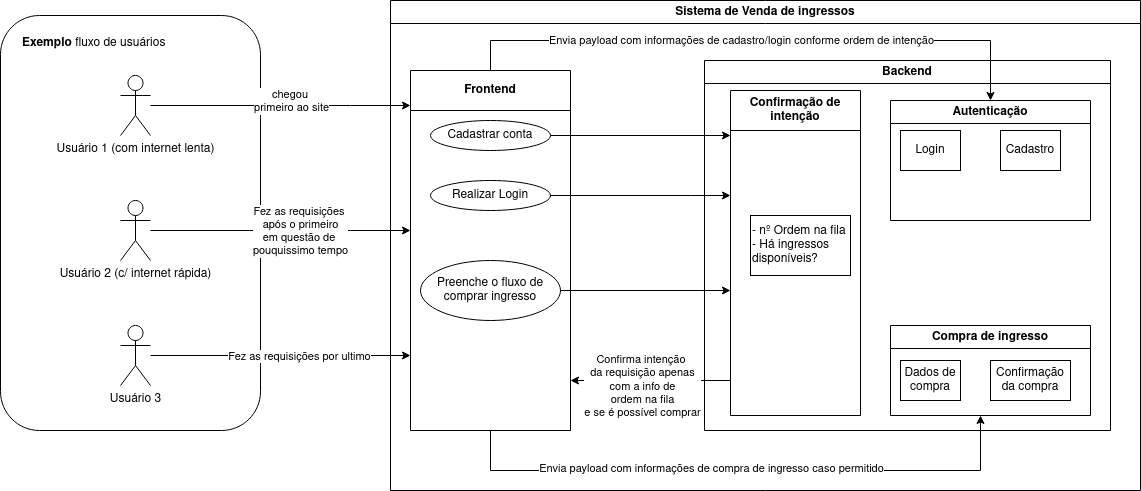 Sistema de Venda de ingressos
Exemplo fluxo de usuários
Usuário 1 (com internet lenta)
chegou
primeiro ao site
Usuário 2 (c/ internet rápida)
Fez as requisições
após o primeiro
em questão de
pouquissimo tempo
Usuário 3
Fez as requisições por ultimo
Envia payload com informações de cadastro/login conforme ordem de intenção
Frontend
Cadastrar conta
Realizar Login
Preenche o fluxo de
comprar ingresso
Backend
Confirmação de
intenção
- nº Ordem na fila
- Há ingressos
disponíveis?
Autenticação
Login
Cadastro
Confirma intenção
da requisição apenas
com a info de
ordem na fila
e se é possível comprar
Compra de ingresso
Dados de
compra
Confirmação
da compra
Envia payload com informações de compra de ingresso caso permitido